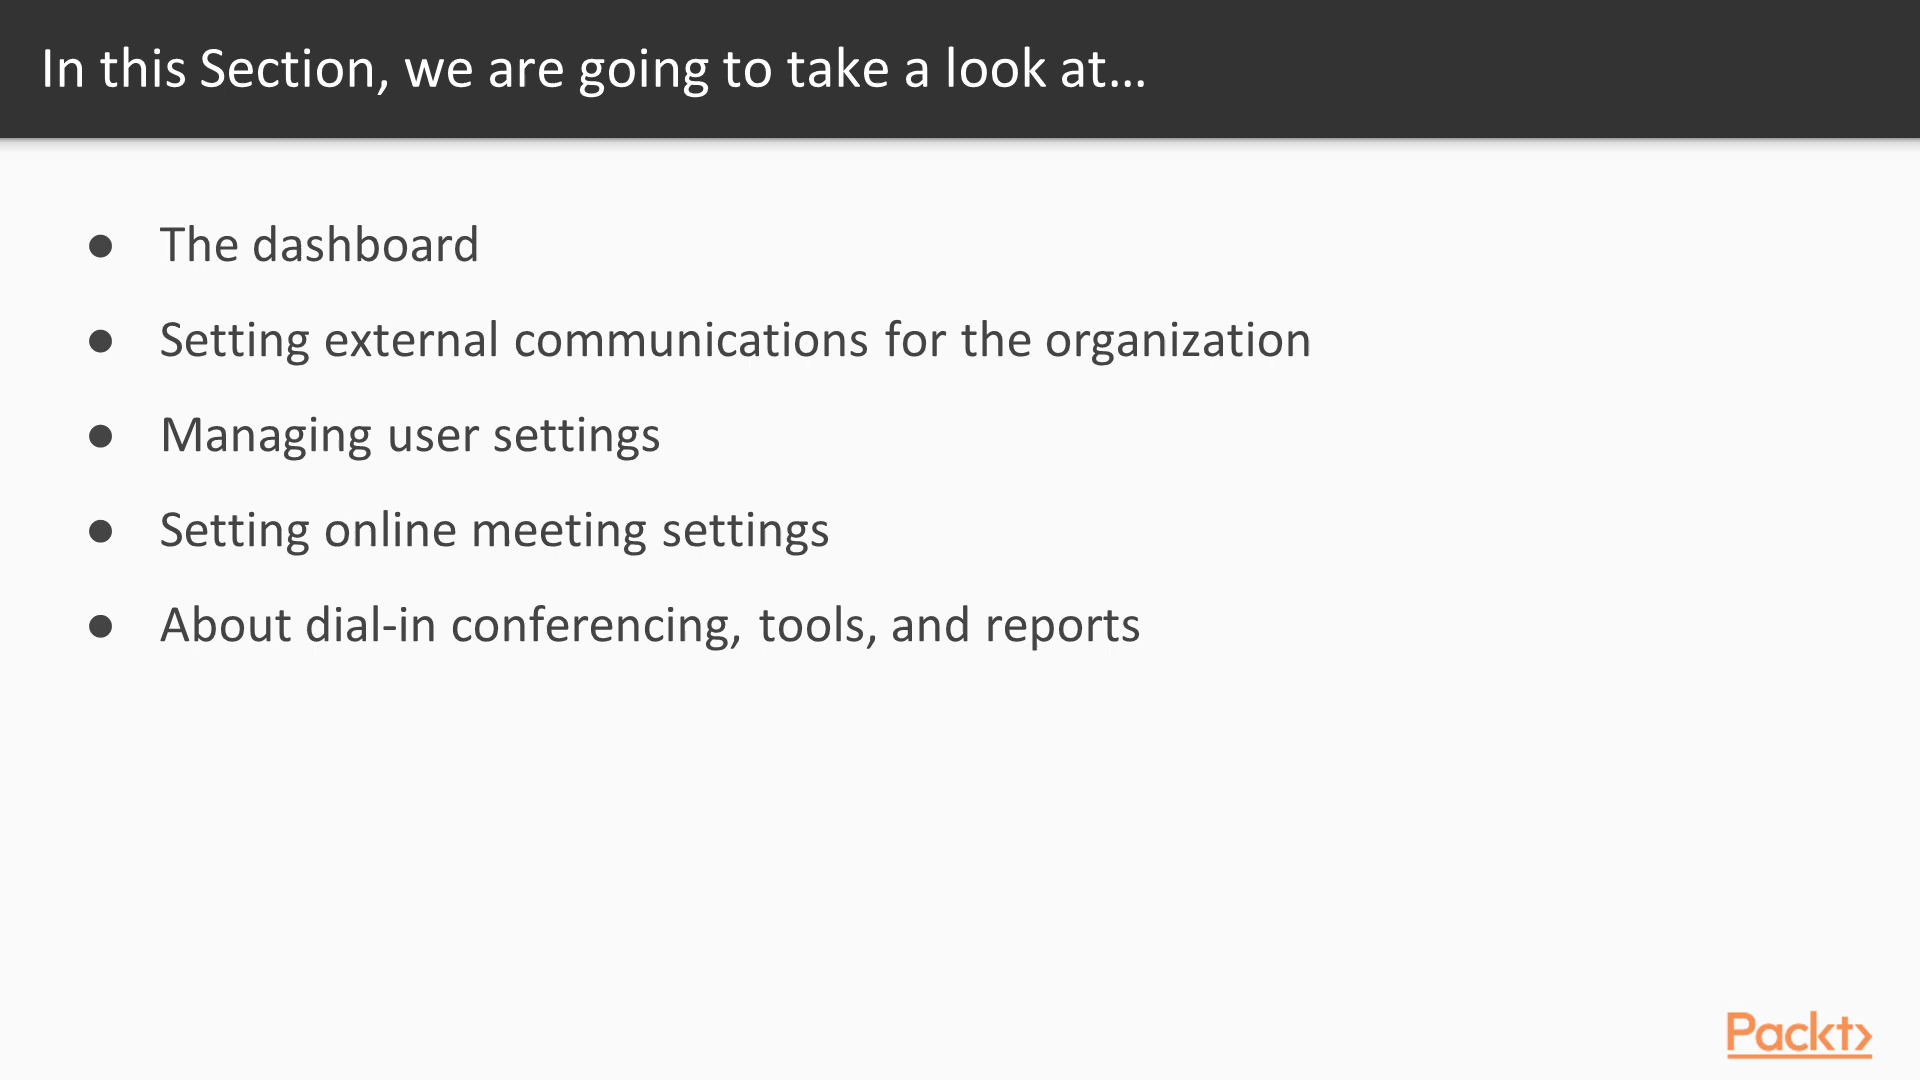 In this Section, we are going to take a look at...
● The dashboard
● Setting external communications for the organization
● Managing user settings
● Setting online meeting settings
● About dial-in conferencing, tools, and reports
Packt>